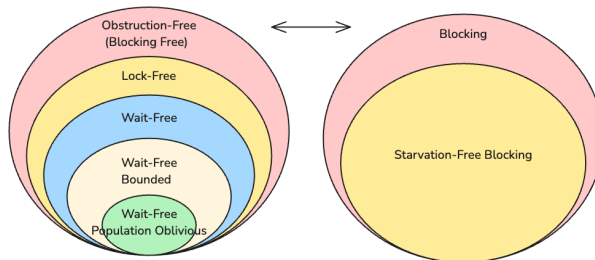 Obstruction-Free
(Blocking Free)
Lock-Free
Wait-Free
Wait-Free
Bounded
Wait-Free
Population Oblivious
Blocking
Starvation-Free Blocking